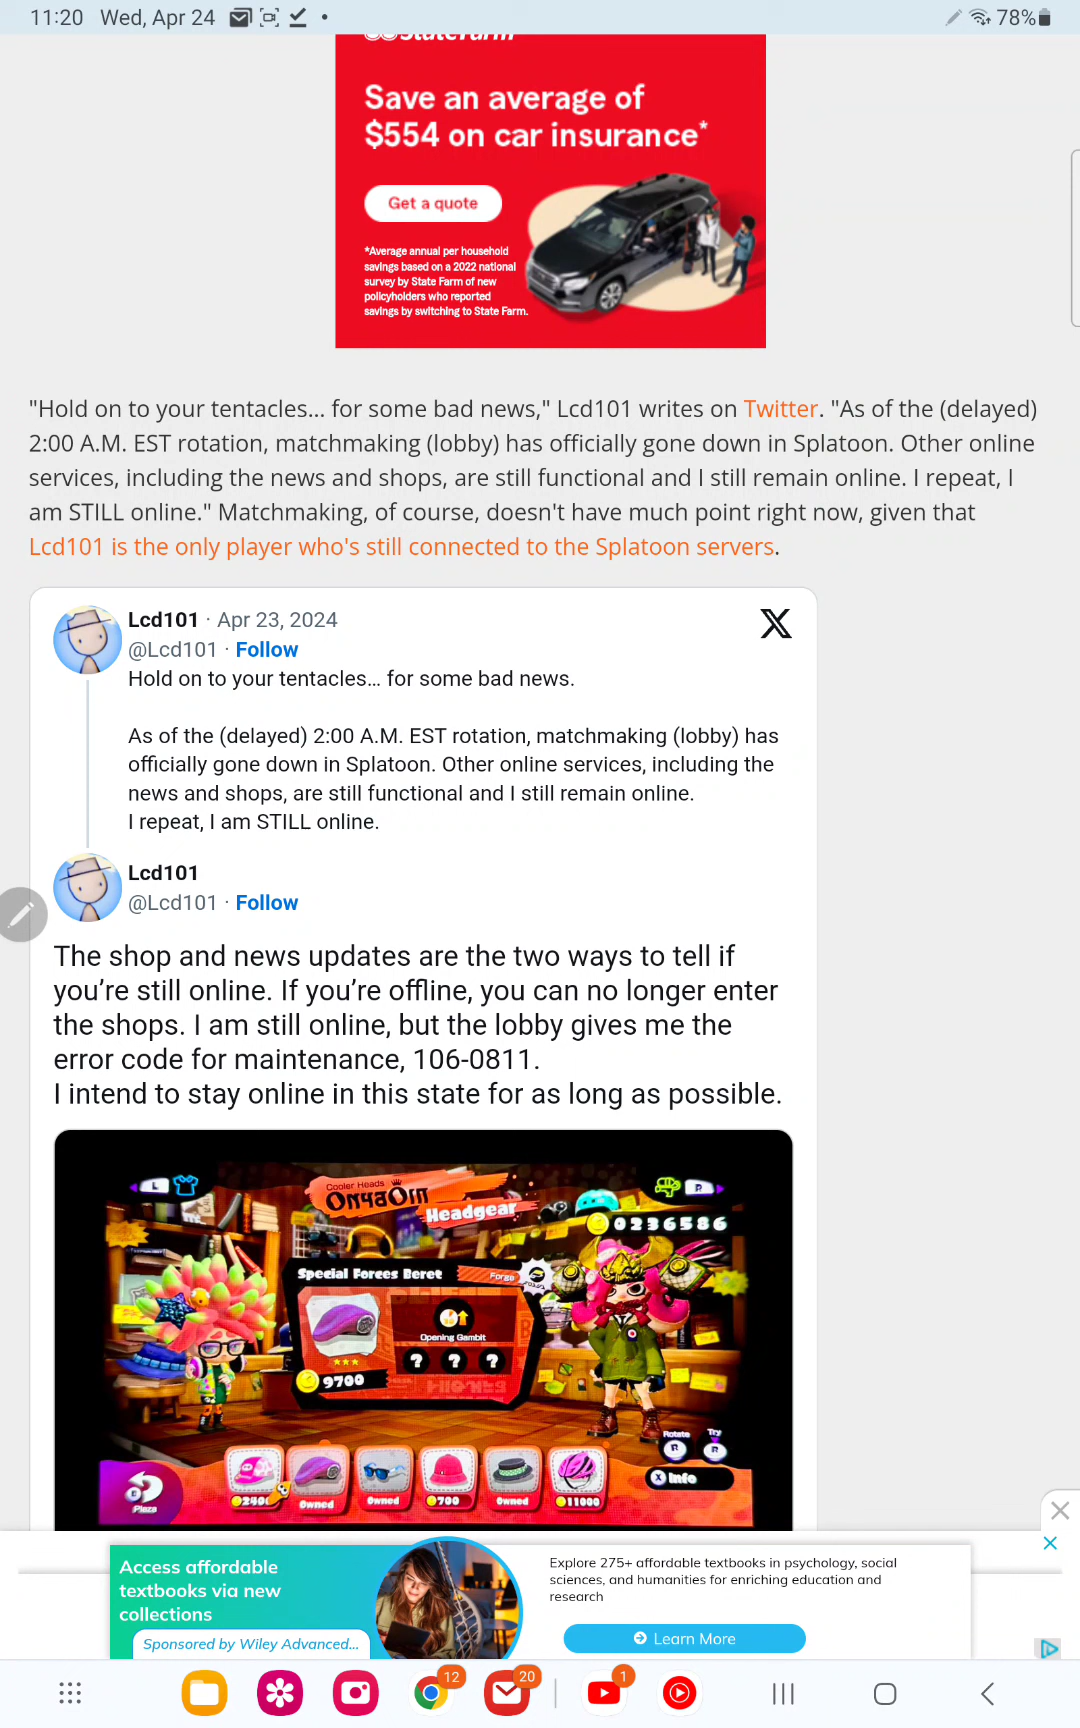 11:20 Wed, Apr 24
78%
Save an average of
$554 on car insurance*
Get a quote
*Average annual per household
savings based on a 2022 national
survey by State Farm of new
policyholders who reported
savings by switching to State Farm.
"Hold on to your tentacles... for some bad news," Lcd101 writes on Twitter. "As of the (delayed)
2:00 A.M. EST rotation, matchmaking (lobby) has officially gone down in Splatoon. Other online
services, including the news and shops, are still functional and I still remain online. I repeat, I
am STILL online." Matchmaking, of course, doesn't have much point right now, given that
Lcd101 is the only player who's still connected to the Splatoon servers.
Lcd101 · Apr 23, 2024
@Lcd101 · Follow
Hold on to your tentacles... for some bad news.
As of the (delayed) 2:00 A.M. EST rotation, matchmaking (lobby) has
officially gone down in Splatoon. Other online services, including the
news and shops, are still functional and I still remain online.
I repeat, I am STILL online.
Lcd101
@Lcd101 · Follow
The shop and news updates are the two ways to tell if
you’re still online. If you’re offline, you can no longer enter
the shops. I am still online, but the lobby gives me the
error code for maintenance, 106-0811.
I intend to stay online in this state for as long as possible.
L
R
Cooler Heads
Headgear
0236586
Special Forces Beret
Forge
Opening Gambit
? ? ?
9700
Rotate Try
R R
X Info
Plaza
Owned Owned 700 Owned 11000
Access affordable
textbooks via new
collections
Sponsored by Wiley Advanced...
Explore 275+ affordable textbooks in psychology, social
sciences, and humanities for enriching education and
research
Learn More
12
20
1